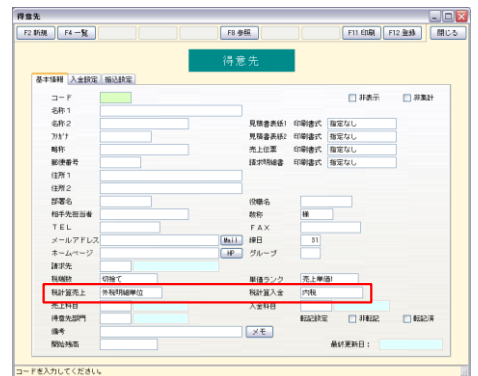 得意先
F2 新規 F4 一覧 F8 参照 F11 印刷 F12 登録 閉じる
得意先
基本情報 入金設定 振込設定
コード 非表示 非集計
名称1
名称2 見積書表紙1 印刷書式 指定なし
フリガナ 見積書表紙2 印刷書式 指定なし
略称 売上伝票 印刷書式 指定なし
郵便番号 請求明細書 印刷書式 指定なし
住所1
住所2
部署名 役職名
相手先担当者 敬称 様
TEL FAX
メールアドレス Mail 締日 31
ホームページ HP グループ
請求先
税端数 切捨て 単価ランク 売上単価1
税計算売上 外税明細単位 税計算入金 内税
売上科目 入金科目
得意先部門 転記設定 非転記 転記済
備考 メモ
開始残高 最終更新日：
コードを入力してください。